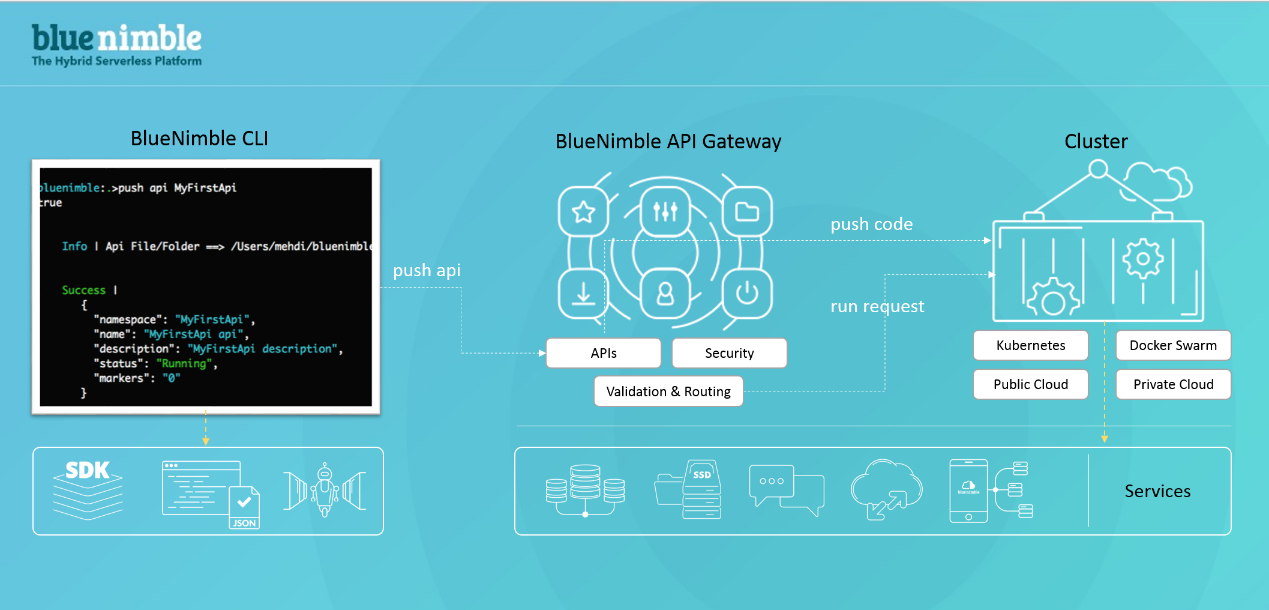 blue nimble
The Hybrid Serverless Platform
BlueNimble CLI
BlueNimble API Gateway
Cluster
bluenimble:.>push api MyFirstApi
true
Info | Api File/Folder ==> /Users/mehdi/bluenimble
Success |
{
"namespace": "MyFirstApi",
"name": "MyFirstApi api",
"description": "MyFirstApi description",
"status": "Running",
"markers": "0"
}
push api
push code
run request
APIs
Security
Validation & Routing
Kubernetes
Docker Swarm
Public Cloud
Private Cloud
SDK
JSON
SSD
Services